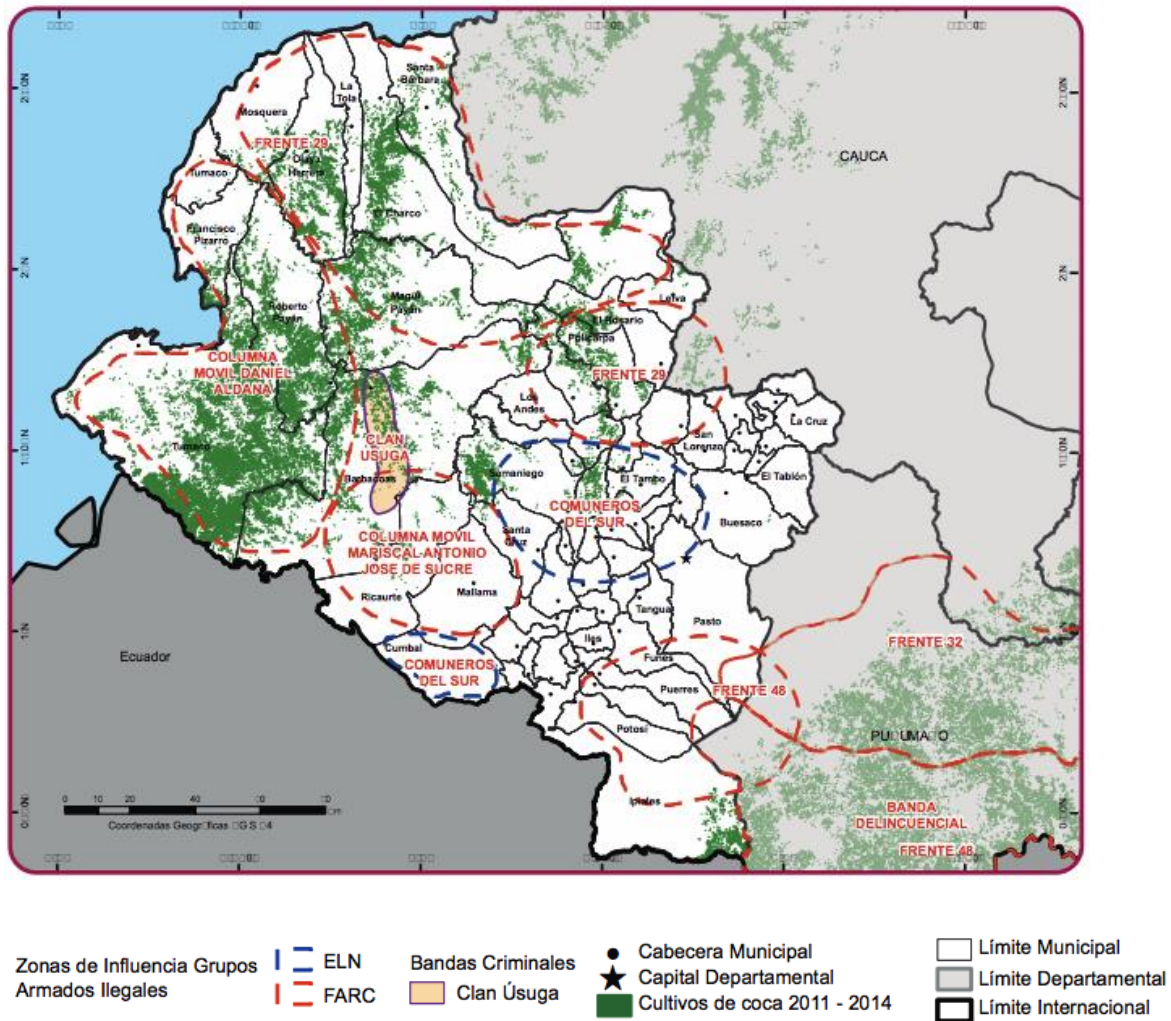 Santa
Bárbara
La
Tola
Mosquera
FRENTE 29
Olaya
Herrera
CAUCA
Tumaco
El Charco
Francisco
Pizarro
Roberto
Payán
Magüí
Payán
Leiva
El Rosario
Policarpa
COLUMNA
MOVIL DANIEL
ALDANA
FRENTE 29
Los
Andes
La Cruz
San
Lorenzo
CLAN
USUGA
Tumaco
Barbacoas
Samaniego
El Tambo
El Tablón
COMUNEROS
DEL SUR
Buesaco
Santa
Cruz
COLUMNA MOVIL
MARISCAL ANTONIO
JOSE DE SUCRE
Ricaurte
Mallama
Tangua
Pasto
Iles
FRENTE 32
Ecuador
Cumbal
COMUNEROS
DEL SUR
Funes
Puerres
FRENTE 48
Potosí
Ipiales
BANDA
DELINCUENCIAL
FRENTE 48
0 10 20 40
Zonas de Influencia Grupos
Armados Ilegales
ELN
FARC
Bandas Criminales
Clan Úsuga
Cabecera Municipal
Capital Departamental
Cultivos de coca 2011 - 2014
Límite Municipal
Límite Departamental
Límite Internacional